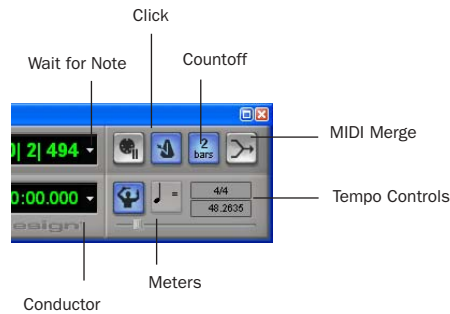 Click
Wait for Note
Countoff
0| 2| 494
2
bars
MIDI Merge
0:00.000
=
4/4
48.2635
Tempo Controls
esign
Meters
Conductor